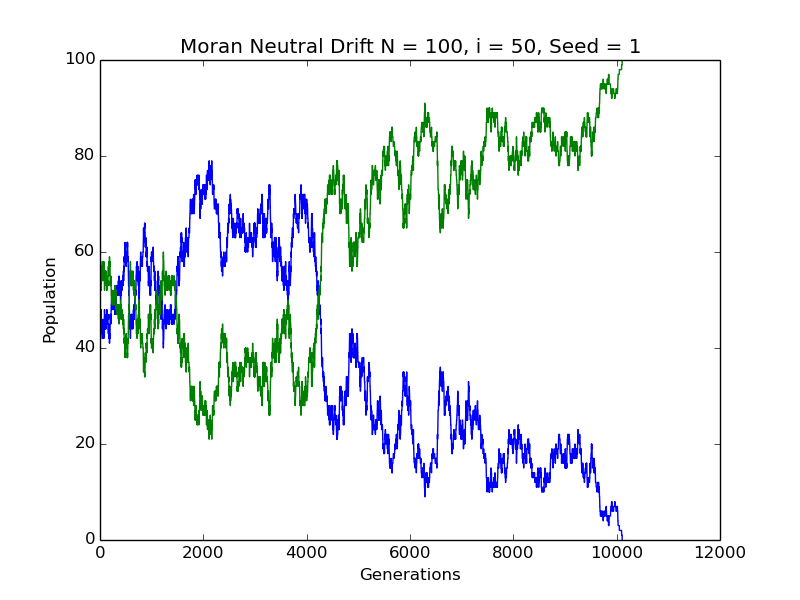 Moran Neutral Drift N = 100, i = 50, Seed = 1
100
80
60
40
20
0
Population
0 2000 4000 6000 8000 10000 12000
Generations